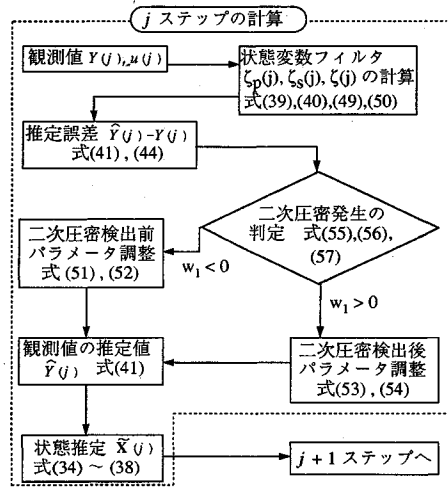 j ステップの計算
観測値 Y(j), u(j)
状態変数フィルタ
ζp(j), ζs(j), ζ(j) の計算
式(39),(40),(49),(50)
推定誤差 Ŷ(j)-Y(j)
式(41),(44)
二次圧密発生の
判定 式(55),(56),
(57)
二次圧密検出前
パラメータ調整
式(51),(52)
w₁<0
w₁>0
観測値の推定値
Ŷ(j) 式(41)
二次圧密検出後
パラメータ調整
式(53),(54)
状態推定 X̃(j)
式(34)~(38)
j+1 ステップへ